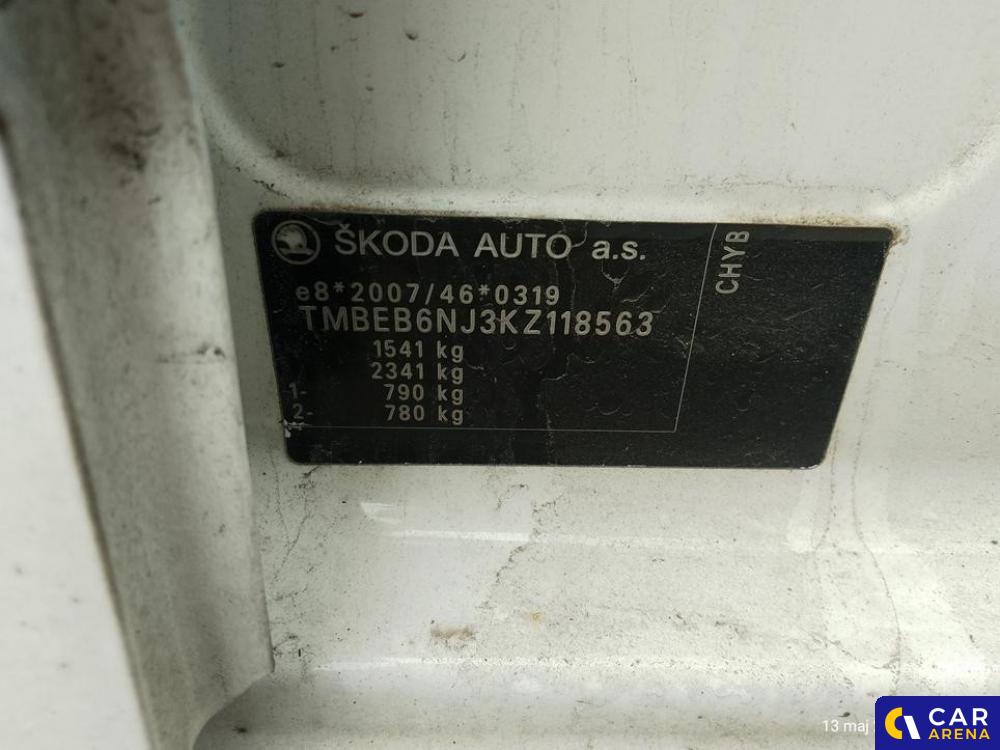 ŠKODA AUTO a.s.
CHYB
e8*2007/46*0319
TMBEB6NJ3KZ118563
1541 kg
2341 kg
1- 790 kg
2- 780 kg
13 maj
CAR
ARENA